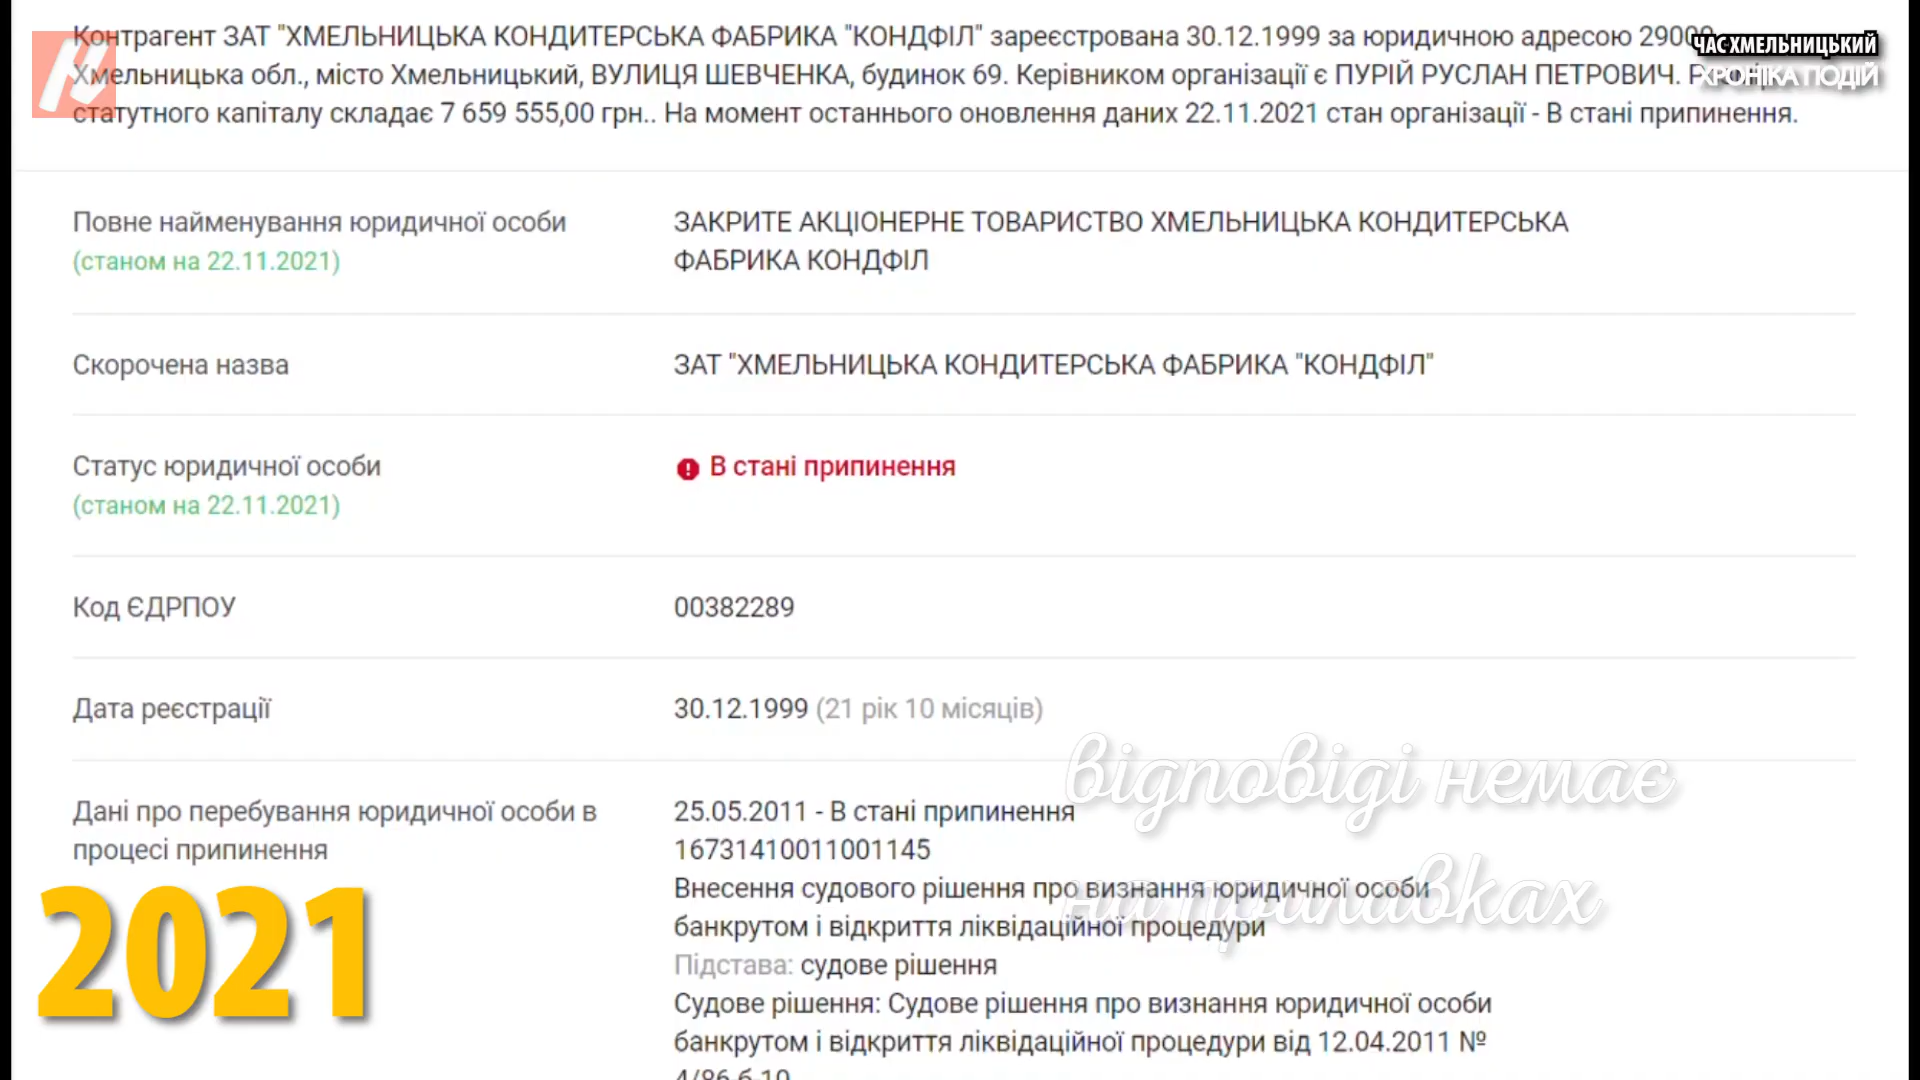 Контрагент ЗАТ "ХМЕЛЬНИЦЬКА КОНДИТЕРСЬКА ФАБРИКА "КОНДФІЛ" зареєстрована 30.12.1999 за юридичною адресою
Хмельницька обл., місто Хмельницький, ВУЛИЦЯ ШЕВЧЕНКА, будинок 69. Керівником організації є ПУРІЙ РУСЛАН ПЕТРОВИЧ.
статутного капіталу складає 7 659 555,00 грн.. На момент останнього оновлення даних 22.11.2021 стан організації - В стані припинення.
ЧАС ХМЕЛЬНИЦЬКИЙ
ХРОНІКА ПОДІЙ
Повне найменування юридичної особи
(станом на 22.11.2021)
ЗАКРИТЕ АКЦІОНЕРНЕ ТОВАРИСТВО ХМЕЛЬНИЦЬКА КОНДИТЕРСЬКА
ФАБРИКА КОНДФІЛ
Скорочена назва
ЗАТ "ХМЕЛЬНИЦЬКА КОНДИТЕРСЬКА ФАБРИКА "КОНДФІЛ"
Статус юридичної особи
(станом на 22.11.2021)
В стані припинення
Код ЄДРПОУ
00382289
Дата реєстрації
30.12.1999 (21 рік 10 місяців)
Дані про перебування юридичної особи в
процесі припинення
25.05.2011 - В стані припинення
16731410011001145
Внесення судового рішення про визнання юридичної особи
банкрутом і відкриття ліквідаційної процедури
Підстава: судове рішення
Судове рішення: Судове рішення про визнання юридичної особи
банкрутом і відкриття ліквідаційної процедури від 12.04.2011 №
відповіді немає
на прилавках
2021